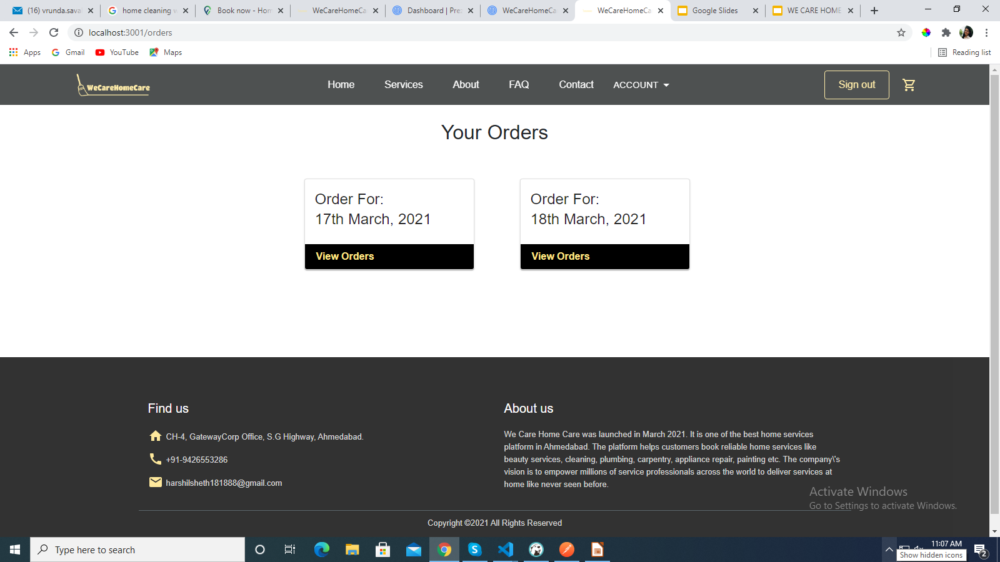 (16) vrunda.sava
home cleaning w
Book now - Hom
WeCareHomeCa
Dashboard | Prez
WeCareHomeCa
WeCareHomeCa
Google Slides
WE CARE HOME
localhost:3001/orders
Apps
Gmail
YouTube
Maps
Reading list
WeCareHomeCare
Home
Services
About
FAQ
Contact
ACCOUNT
Sign out
Your Orders
Order For:
17th March, 2021
View Orders
Order For:
18th March, 2021
View Orders
Find us
CH-4, GatewayCorp Office, S.G Highway, Ahmedabad.
+91-9426553286
harshilsheth181888@gmail.com
About us
We Care Home Care was launched in March 2021. It is one of the best home services
platform in Ahmedabad. The platform helps customers book reliable home services like
beauty services, cleaning, plumbing, carpentry, appliance repair, painting etc. The company\'s
vision is to empower millions of service professionals across the world to deliver services at
home like never seen before.
Activate Windows
Go to Settings to activate Windows.
Copyright ©2021 All Rights Reserved
Type here to search
11:07 AM
Show hidden icons
2